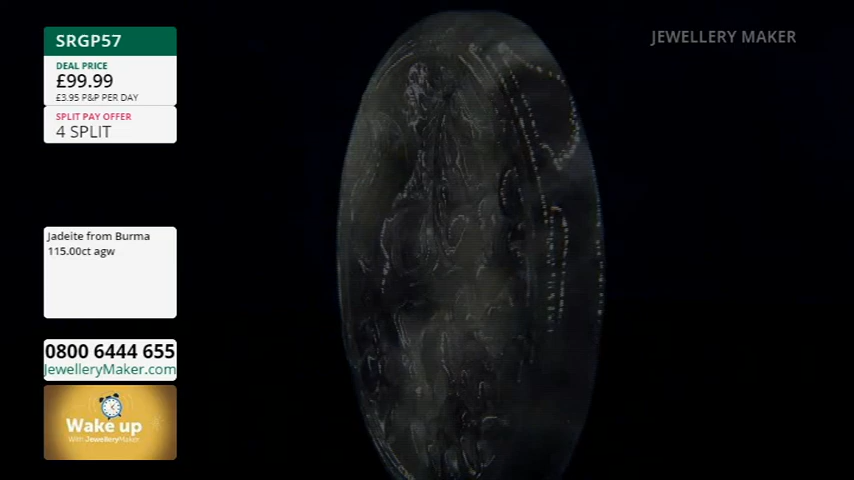 SRGP57
DEAL PRICE
£99.99
£3.95 P&P PER DAY
SPLIT PAY OFFER
4 SPLIT
JEWELLERY MAKER
Jadeite from Burma
115.00ct agw
0800 6444 655
JewelleryMaker.com
Wake up
With JewelleryMaker